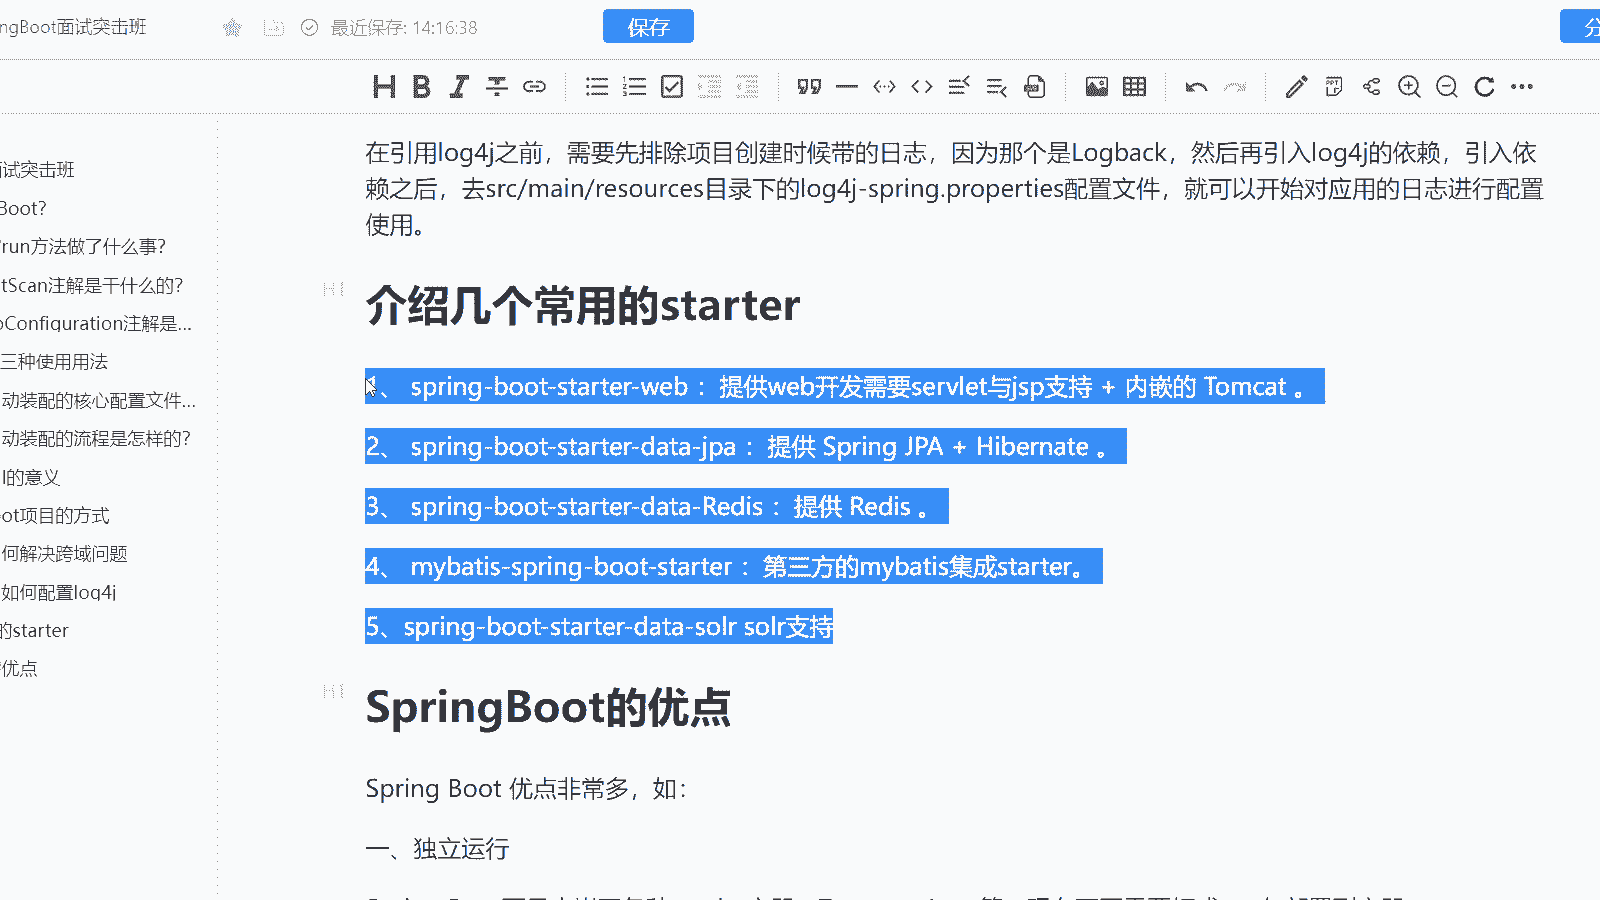 ngBoot面试突击班
最近保存: 14:16:38
保存
面试突击班
Boot?
run方法做了什么事?
tScan注解是干什么的?
oConfiguration注解是...
三种使用用法
动装配的核心配置文件...
动装配的流程是怎样的?
的意义
ot项目的方式
何解决跨域问题
如何配置log4j
的starter
优点
在引用log4j之前，需要先排除项目创建时候带的日志，因为那个是Logback，然后再引入log4j的依赖，引入依
赖之后，去src/main/resources目录下的log4j-spring.properties配置文件，就可以开始对应用的日志进行配置
使用。
H1
介绍几个常用的starter
1、 spring-boot-starter-web ：提供web开发需要servlet与jsp支持 + 内嵌的 Tomcat 。
2、 spring-boot-starter-data-jpa ：提供 Spring JPA + Hibernate 。
3、 spring-boot-starter-data-Redis ：提供 Redis 。
4、 mybatis-spring-boot-starter ：第三方的mybatis集成starter。
5、spring-boot-starter-data-solr solr支持
H1
SpringBoot的优点
Spring Boot 优点非常多，如：
一、独立运行